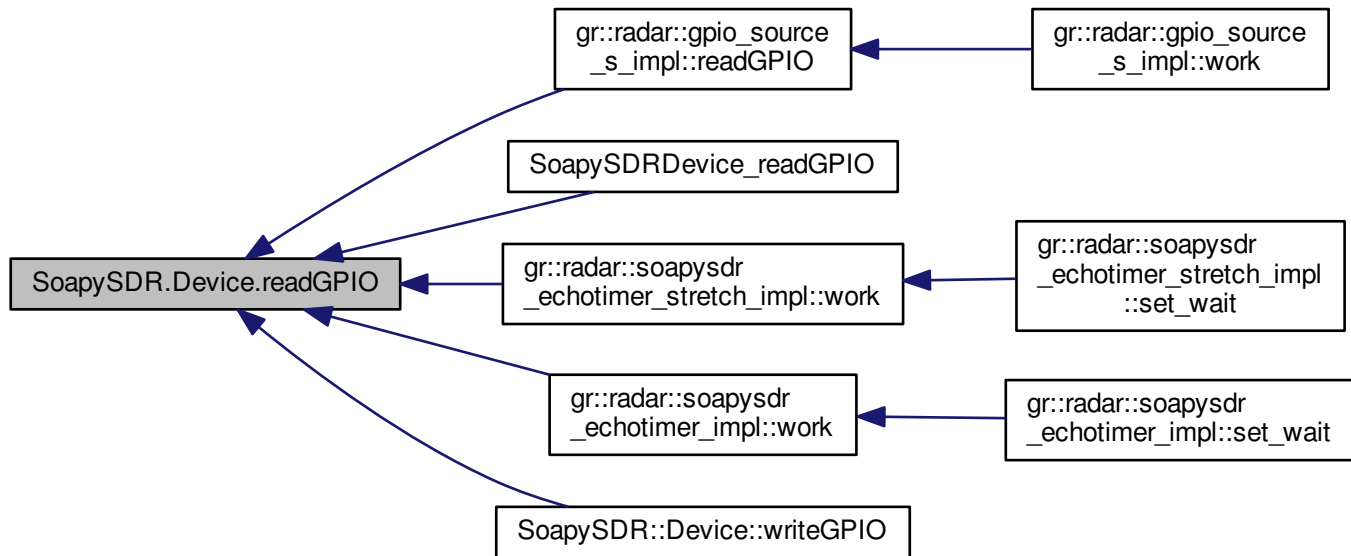 gr::radar::gpio_source
_s_impl::readGPIO
gr::radar::gpio_source
_s_impl::work
SoapySDRDevice_readGPIO
SoapySDR.Device.readGPIO
gr::radar::soapysdr
_echotimer_stretch_impl::work
gr::radar::soapysdr
_echotimer_stretch_impl
::set_wait
gr::radar::soapysdr
_echotimer_impl::work
gr::radar::soapysdr
_echotimer_impl::set_wait
SoapySDR::Device::writeGPIO